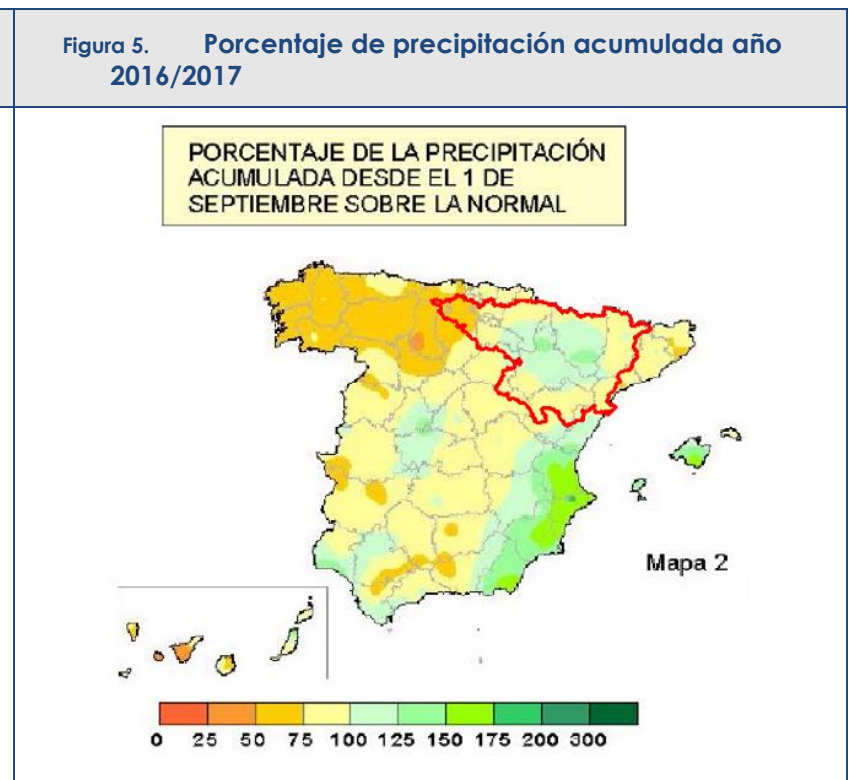 Figura 5. Porcentaje de precipitación acumulada año
2016/2017
PORCENTAJE DE LA PRECIPITACIÓN
ACUMULADA DESDE EL 1 DE
SEPTIEMBRE SOBRE LA NORMAL
Mapa 2
0 25 50 75 100 125 150 175 200 300